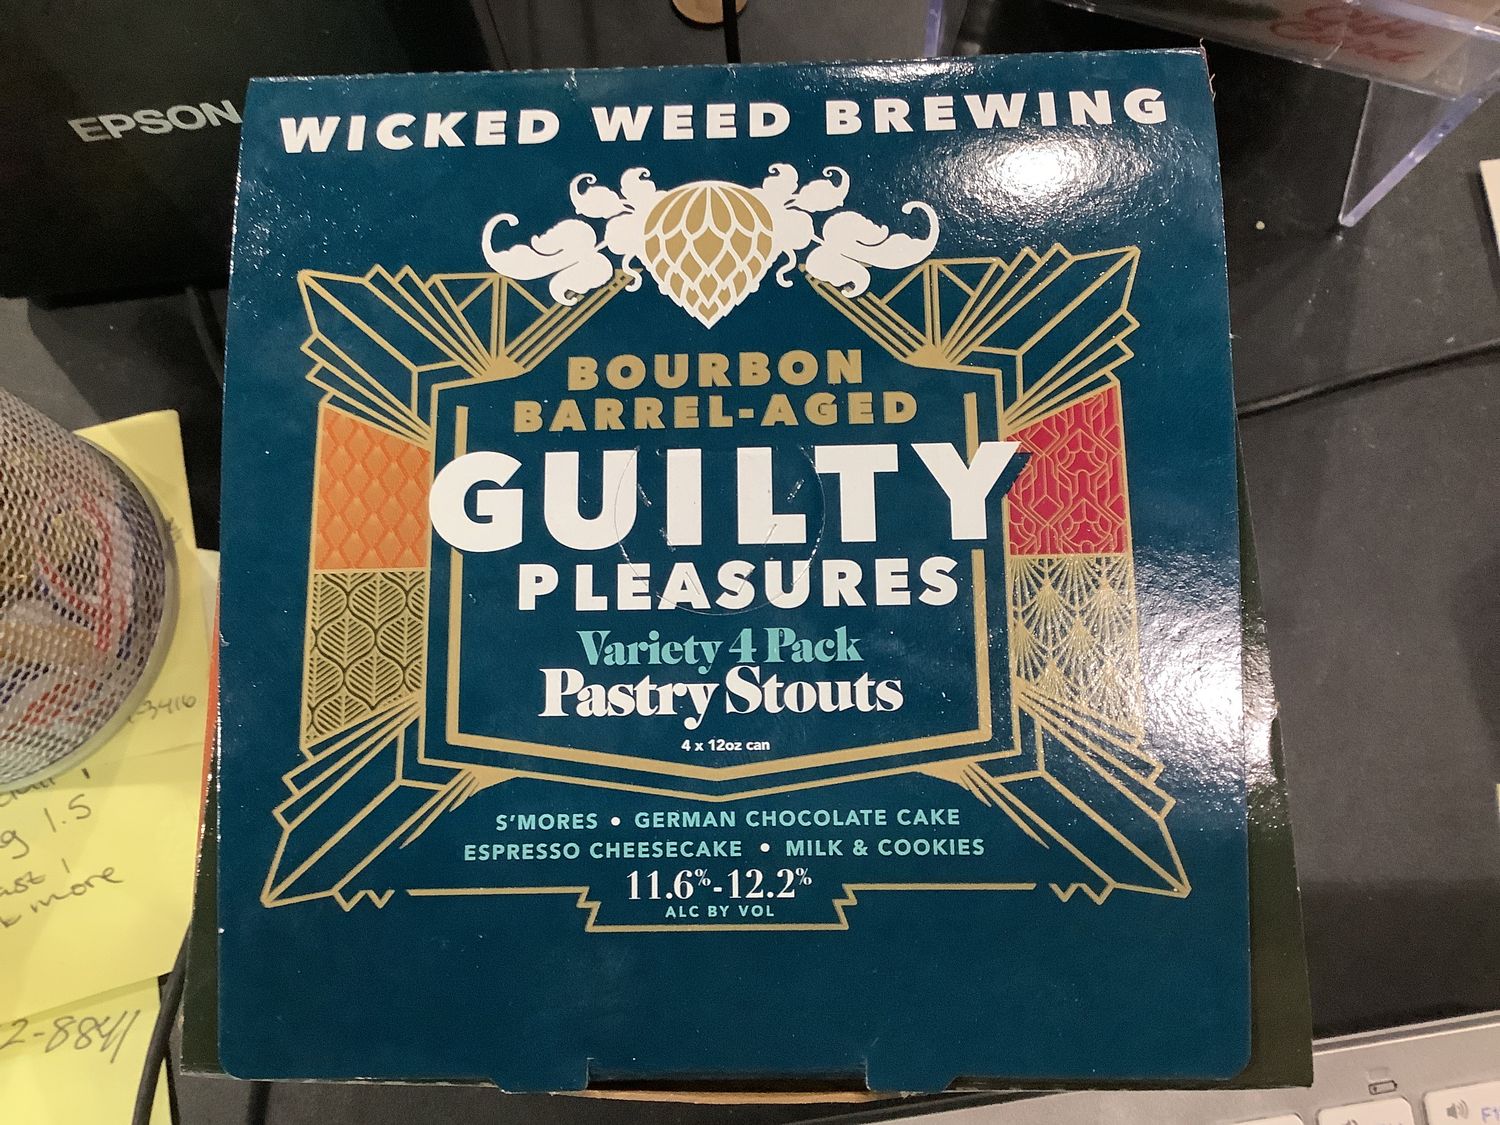 EPSON
WICKED WEED BREWING
BOURBON
BARREL-AGED
GUILTY
PLEASURES
Variety 4 Pack
Pastry Stouts
4 x 12oz can
S'MORES • GERMAN CHOCOLATE CAKE
ESPRESSO CHEESECAKE • MILK & COOKIES
11.6%-12.2%
ALC BY VOL
-3416
g 1.5
more
2-8841